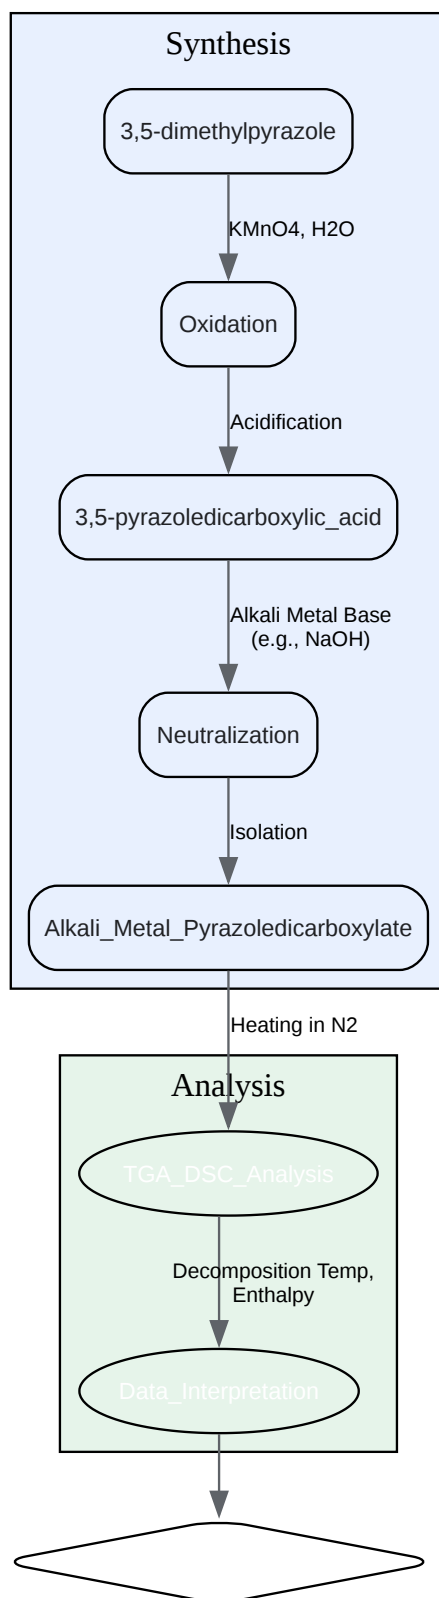 Synthesis
3,5-dimethylpyrazole
KMnO4, H2O
Oxidation
Acidification
3,5-pyrazoledicarboxylic_acid
Alkali Metal Base
(e.g., NaOH)
Neutralization
Isolation
Alkali_Metal_Pyrazoledicarboxylate
Heating in N2
Analysis
TGA_DSC_Analysis
Decomposition Temp,
Enthalpy
Data_Interpretation